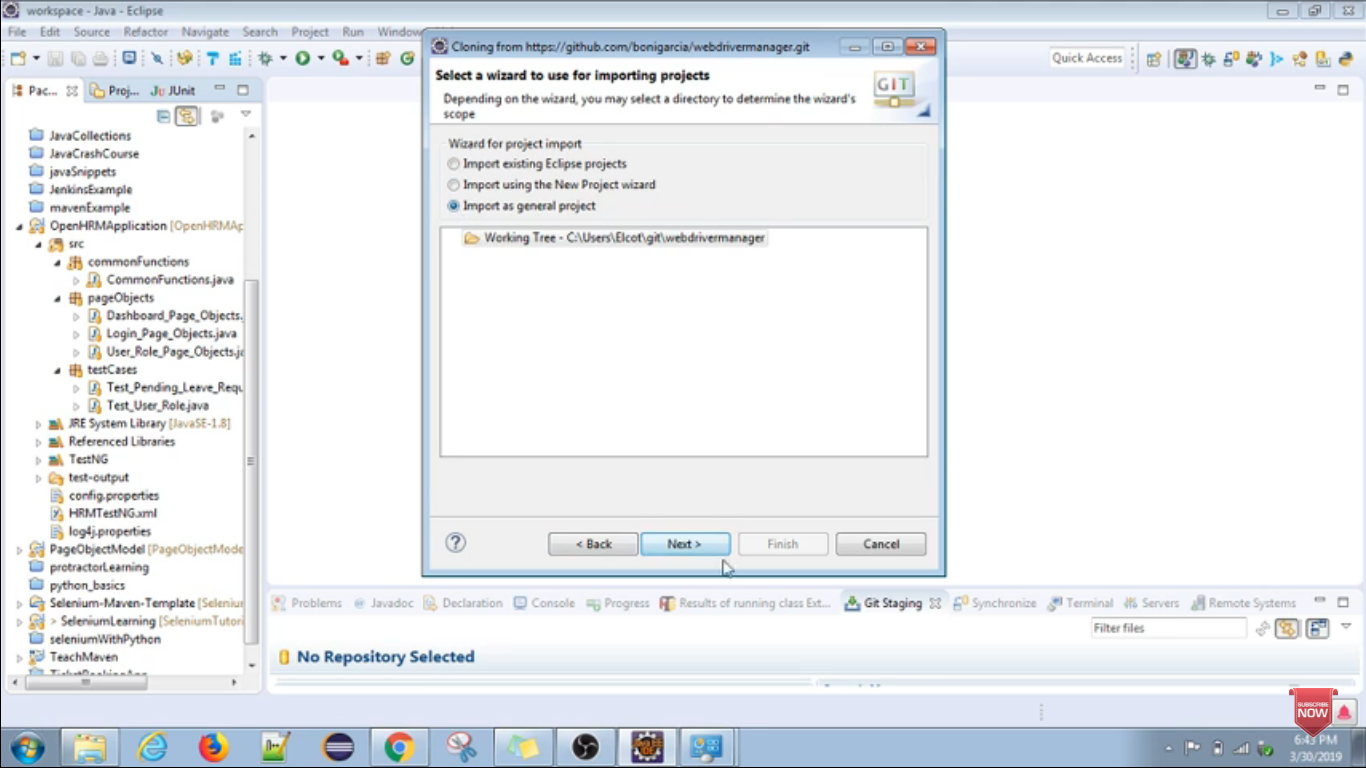 workspace - Java - Eclipse
File Edit Source Refactor Navigate Search Project Run Window
Quick Access
Pac... Proj... Ju JUnit
JavaCollections
JavaCrashCourse
javaSnippets
JenkinsExample
mavenExample
OpenHRMApplication [OpenHRMAp
src
commonFunctions
CommonFunctions.java
pageObjects
Dashboard_Page_Objects.
Login_Page_Objects.java
User_Role_Page_Objects.ja
testCases
Test_Pending_Leave_Requ
Test_User_Role.java
JRE System Library [JavaSE-1.8]
Referenced Libraries
TestNG
test-output
config.properties
HRMTestNG.xml
log4j.properties
PageObjectModel [PageObjectMode
protractorLearning
python_basics
Selenium-Maven-Template [Seleniur
> SeleniumLearning [SeleniumTutori
seleniumWithPython
TeachMaven
Cloning from https://github.com/bonigarcia/webdrivermanager.git
Select a wizard to use for importing projects
Depending on the wizard, you may select a directory to determine the wizard's
scope
GIT
Wizard for project import
Import existing Eclipse projects
Import using the New Project wizard
Import as general project
Working Tree - C:\Users\Elcot\git\webdrivermanager
< Back Next > Finish Cancel
Problems Javadoc Declaration Console Progress Results of running class Ext... Git Staging Synchronize Terminal Servers Remote Systems
Filter files
No Repository Selected
SUBSCRIBE
NOW
6:43 PM
3/30/2019